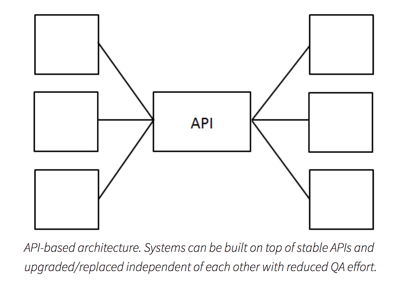 API
API-based architecture. Systems can be built on top of stable APIs and
upgraded/replaced independent of each other with reduced QA effort.